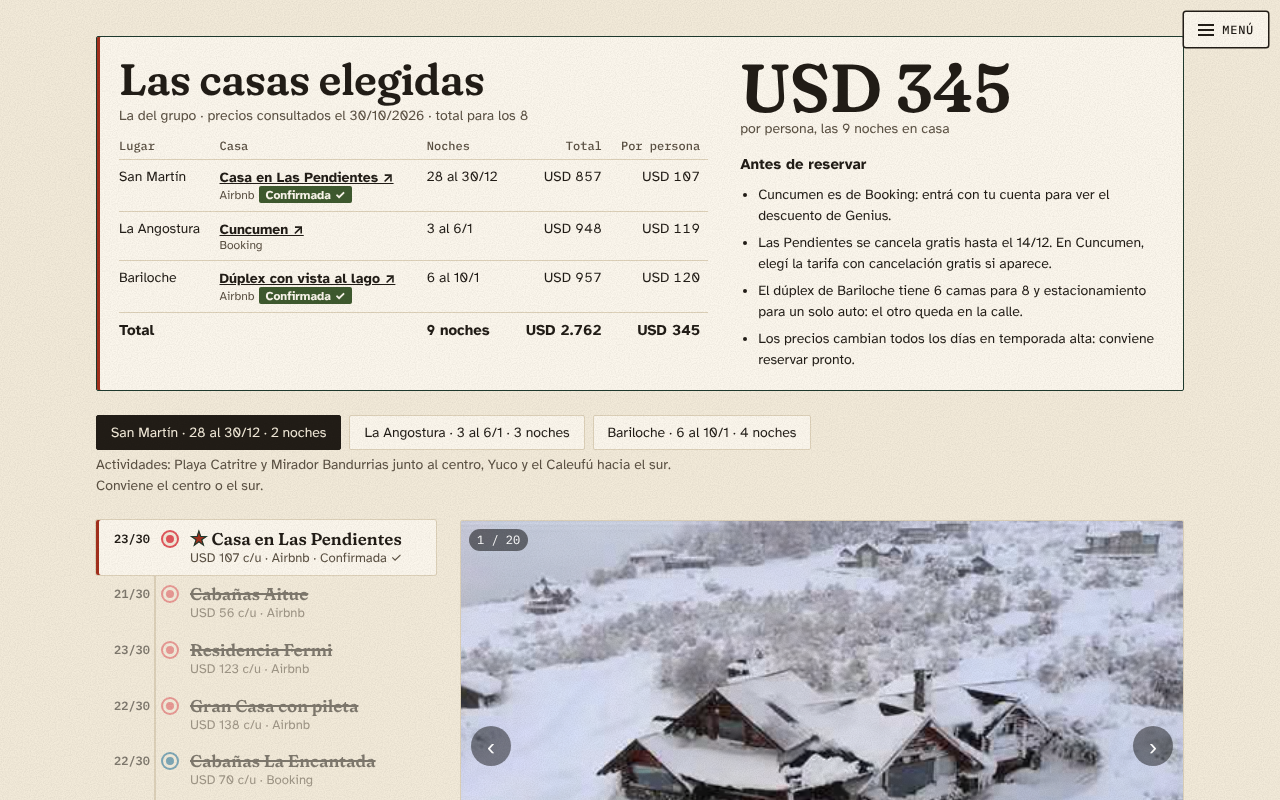 MENÚ
Las casas elegidas
La del grupo · precios consultados el 30/10/2026 · total para los 8
Lugar Casa Noches Total Por persona
San Martín Casa en Las Pendientes ↗ 28 al 30/12 USD 857 USD 107
Airbnb Confirmada ✓
La Angostura Cuncumen ↗ 3 al 6/1 USD 948 USD 119
Booking
Bariloche Dúplex con vista al lago ↗ 6 al 10/1 USD 957 USD 120
Airbnb Confirmada ✓
Total 9 noches USD 2.762 USD 345
USD 345
por persona, las 9 noches en casa
Antes de reservar
• Cuncumen es de Booking: entrá con tu cuenta para ver el
descuento de Genius.
• Las Pendientes se cancela gratis hasta el 14/12. En Cuncumen,
elegí la tarifa con cancelación gratis si aparece.
• El dúplex de Bariloche tiene 6 camas para 8 y estacionamiento
para un solo auto: el otro queda en la calle.
• Los precios cambian todos los días en temporada alta: conviene
reservar pronto.
San Martín · 28 al 30/12 · 2 noches La Angostura · 3 al 6/1 · 3 noches Bariloche · 6 al 10/1 · 4 noches
Actividades: Playa Catritre y Mirador Bandurrias junto al centro, Yuco y el Caleufú hacia el sur.
Conviene el centro o el sur.
23/30 ★ Casa en Las Pendientes
USD 107 c/u · Airbnb · Confirmada ✓
21/30 Cabañas Aitue
USD 56 c/u · Airbnb
23/30 Residencia Fermi
USD 123 c/u · Airbnb
22/30 Gran Casa con pileta
USD 138 c/u · Airbnb
22/30 Cabañas La Encantada
USD 70 c/u · Booking
1 / 20
‹ ›